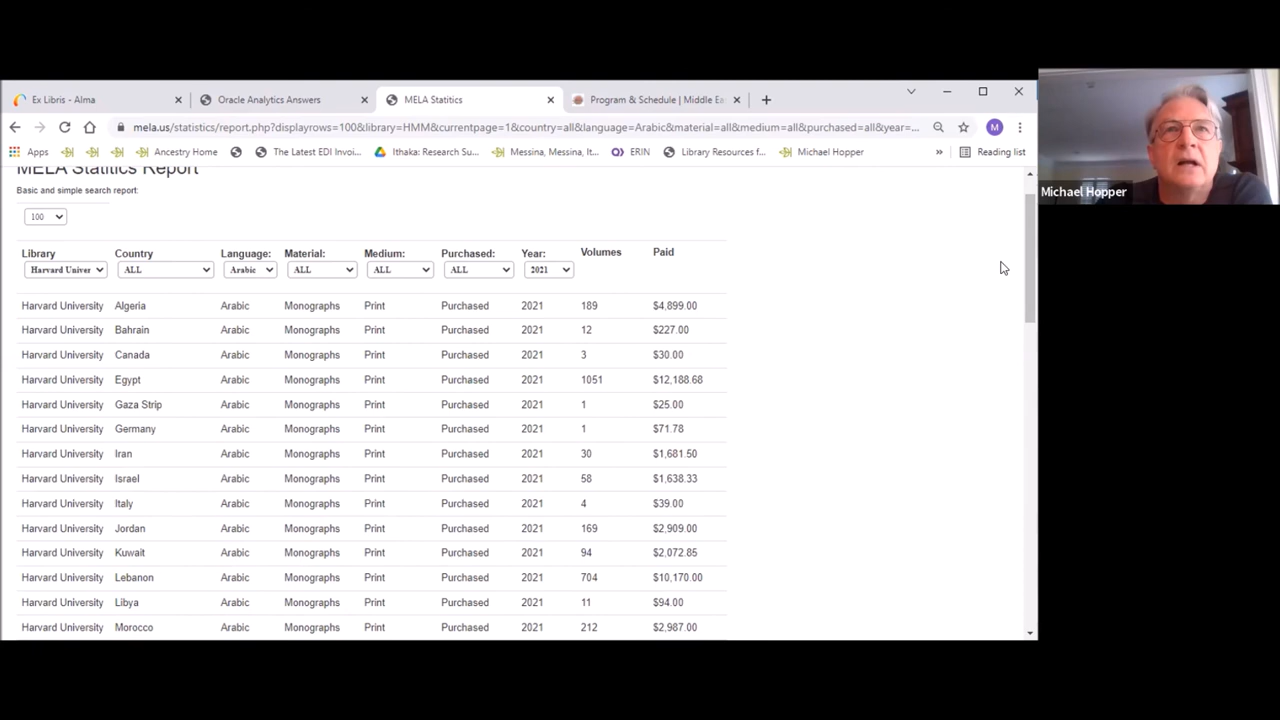 Ex Libris - Alma
Oracle Analytics Answers
MELA Statitics
Program & Schedule | Middle Ea
mela.us/statistics/report.php?displayrows=100&library=HMM&currentpage=1&country=all&language=Arabic&material=all&medium=all&purchased=all&year=...
M
Apps
Ancestry Home
The Latest EDI Invoi...
Ithaka: Research Su...
Messina, Messina, It...
ERIN
Library Resources f...
Michael Hopper
»
Reading list
MELA Statitics Report
Basic and simple search report:
100
Library Country Language: Material: Medium: Purchased: Year: Volumes Paid
Harvard Univer ALL Arabic ALL ALL ALL 2021
Harvard University Algeria Arabic Monographs Print Purchased 2021 189 $4,899.00
Harvard University Bahrain Arabic Monographs Print Purchased 2021 12 $227.00
Harvard University Canada Arabic Monographs Print Purchased 2021 3 $30.00
Harvard University Egypt Arabic Monographs Print Purchased 2021 1051 $12,188.68
Harvard University Gaza Strip Arabic Monographs Print Purchased 2021 1 $25.00
Harvard University Germany Arabic Monographs Print Purchased 2021 1 $71.78
Harvard University Iran Arabic Monographs Print Purchased 2021 30 $1,681.50
Harvard University Israel Arabic Monographs Print Purchased 2021 58 $1,638.33
Harvard University Italy Arabic Monographs Print Purchased 2021 4 $39.00
Harvard University Jordan Arabic Monographs Print Purchased 2021 169 $2,909.00
Harvard University Kuwait Arabic Monographs Print Purchased 2021 94 $2,072.85
Harvard University Lebanon Arabic Monographs Print Purchased 2021 704 $10,170.00
Harvard University Libya Arabic Monographs Print Purchased 2021 11 $94.00
Harvard University Morocco Arabic Monographs Print Purchased 2021 212 $2,987.00
Michael Hopper